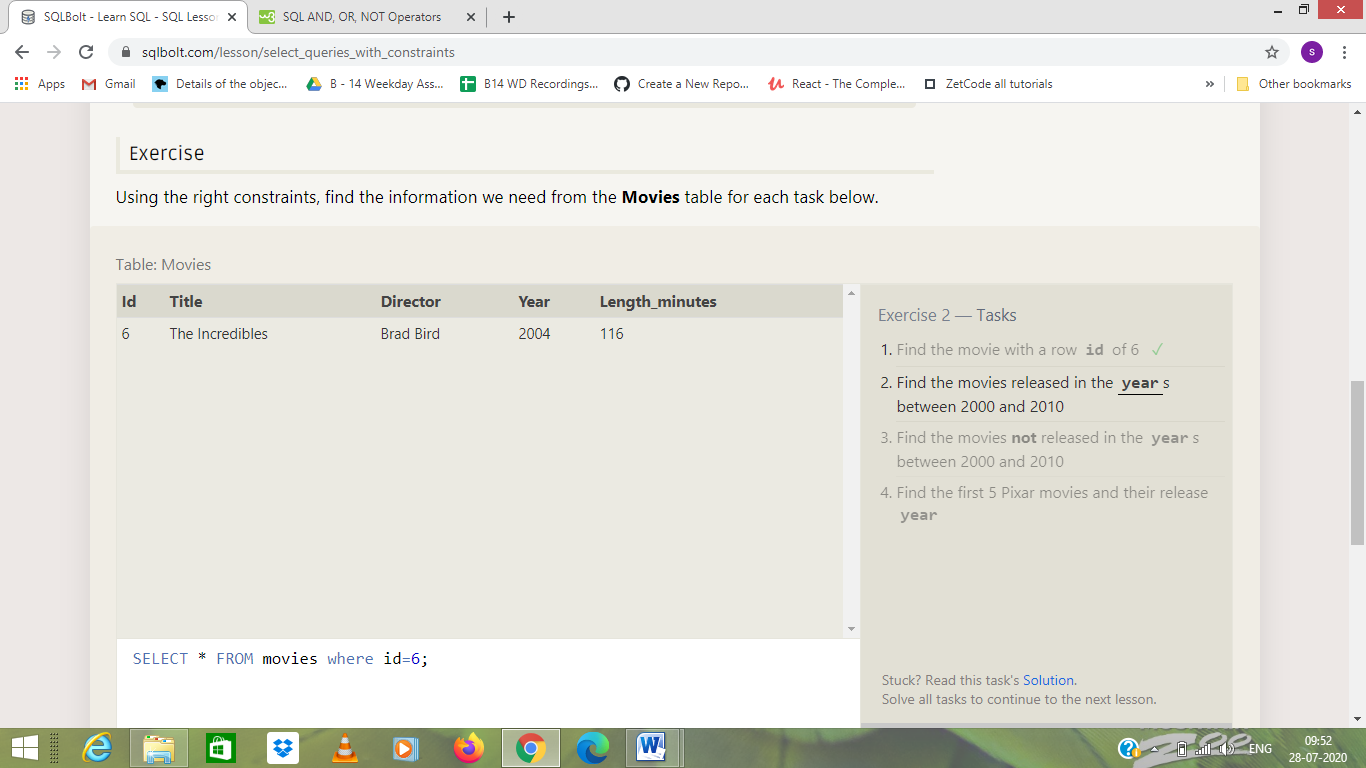 SQLBolt - Learn SQL - SQL Lesson
SQL AND, OR, NOT Operators
sqlbolt.com/lesson/select_queries_with_constraints
S
Apps
Gmail
Details of the objec...
B - 14 Weekday Ass...
B14 WD Recordings...
Create a New Repo...
React - The Comple...
ZetCode all tutorials
»
Other bookmarks
Exercise
Using the right constraints, find the information we need from the Movies table for each task below.
Table: Movies
Id Title Director Year Length_minutes
6 The Incredibles Brad Bird 2004 116
Exercise 2 — Tasks
1. Find the movie with a row id of 6 ✓
2. Find the movies released in the years
between 2000 and 2010
3. Find the movies not released in the years
between 2000 and 2010
4. Find the first 5 Pixar movies and their release
year
SELECT * FROM movies where id=6;
Stuck? Read this task's Solution.
Solve all tasks to continue to the next lesson.
ENG
09:52
28-07-2020